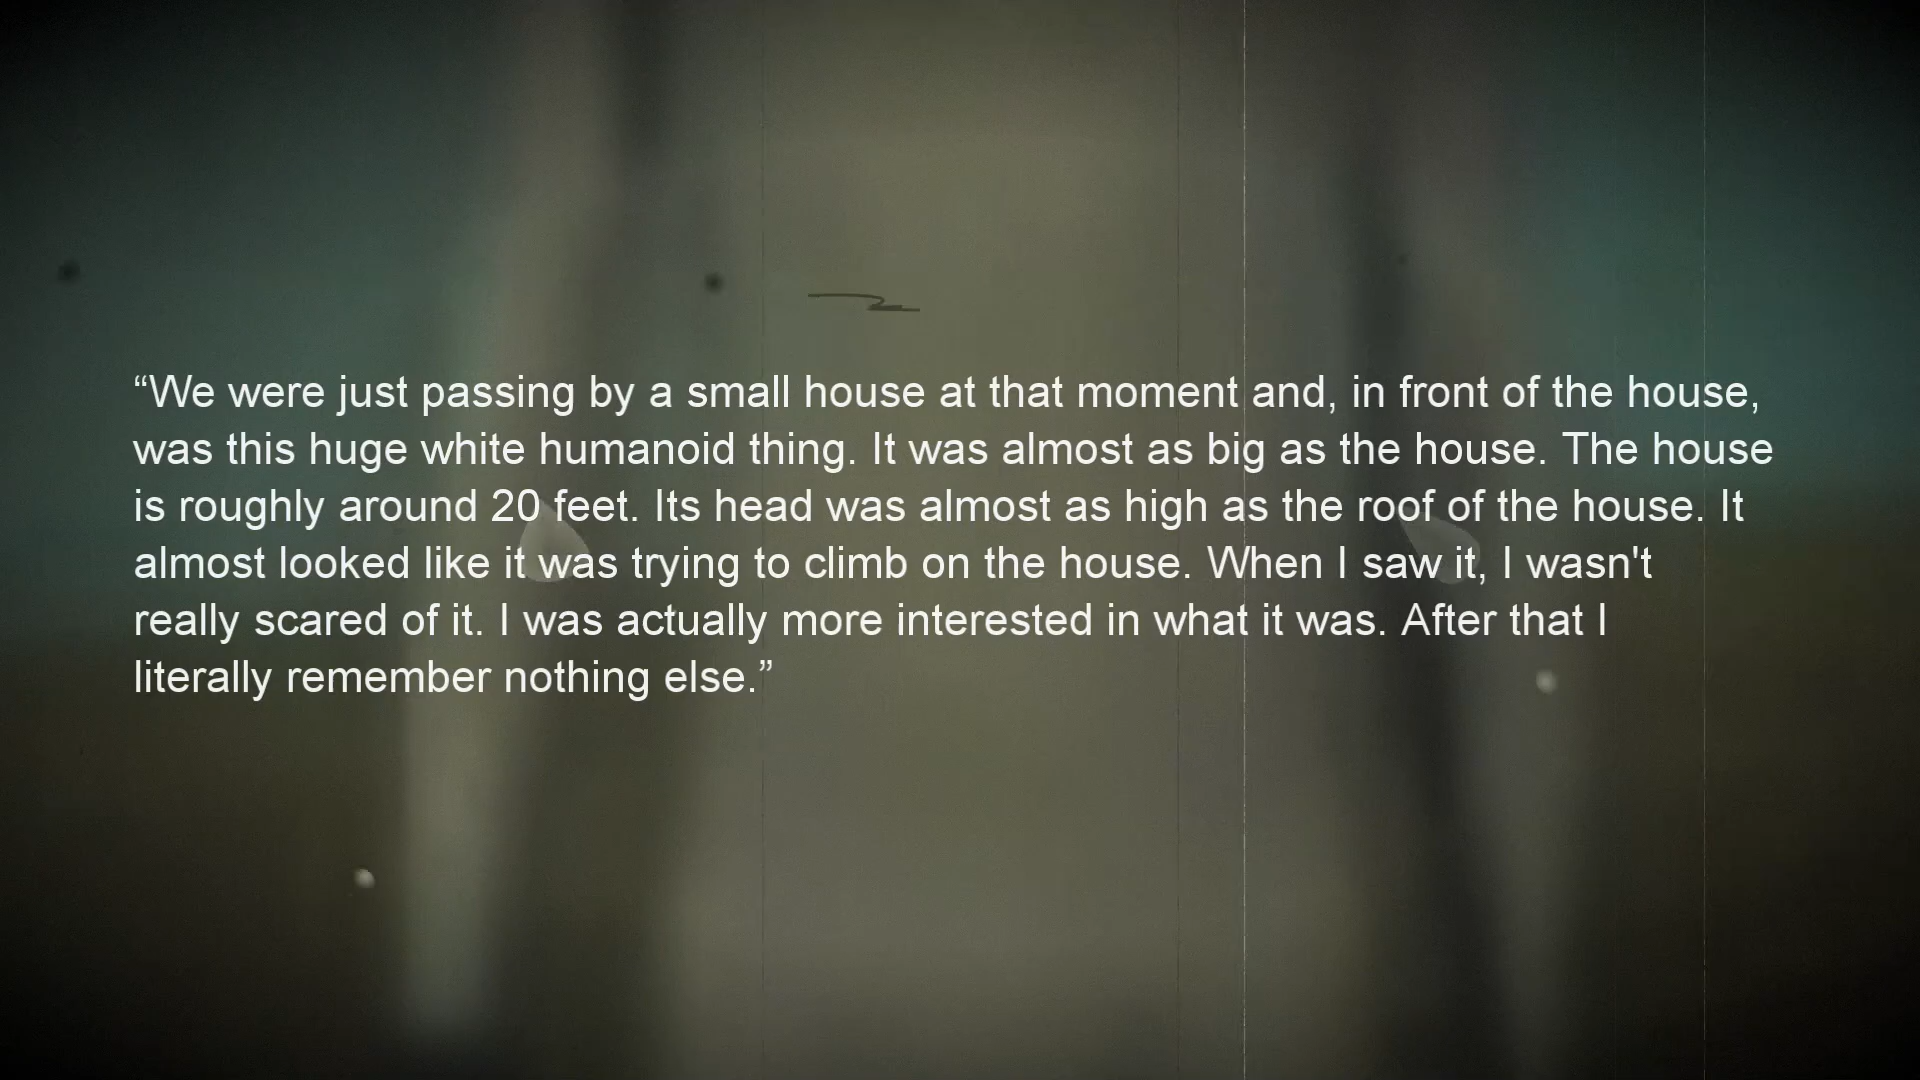 “We were just passing by a small house at that moment and, in front of the house,
was this huge white humanoid thing. It was almost as big as the house. The house
is roughly around 20 feet. Its head was almost as high as the roof of the house. It
almost looked like it was trying to climb on the house. When I saw it, I wasn't
really scared of it. I was actually more interested in what it was. After that I
literally remember nothing else.”